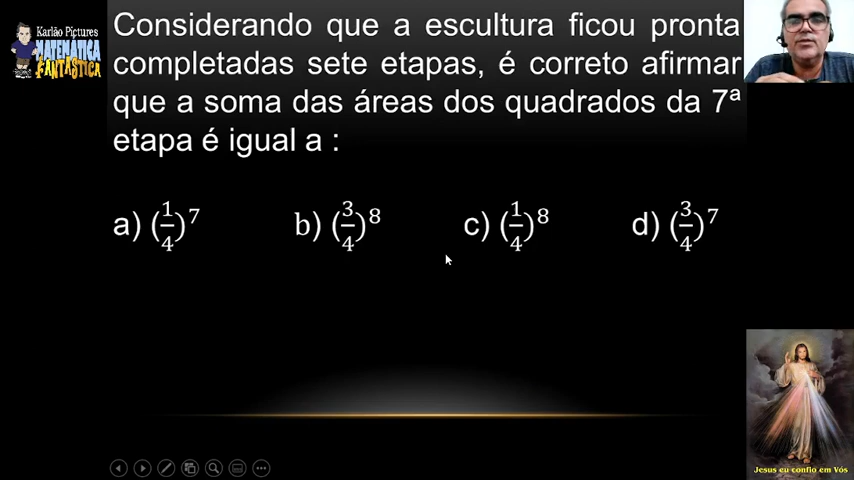 Karlão Pictures
MATEMÁTICA
FANTÁSTICA
Considerando que a escultura ficou pronta
completadas sete etapas, é correto afirmar
que a soma das áreas dos quadrados da 7ª
etapa é igual a :
a) (1/4)^7 b) (3/4)^8 c) (1/4)^8 d) (3/4)^7
Jesus eu confio em Vós